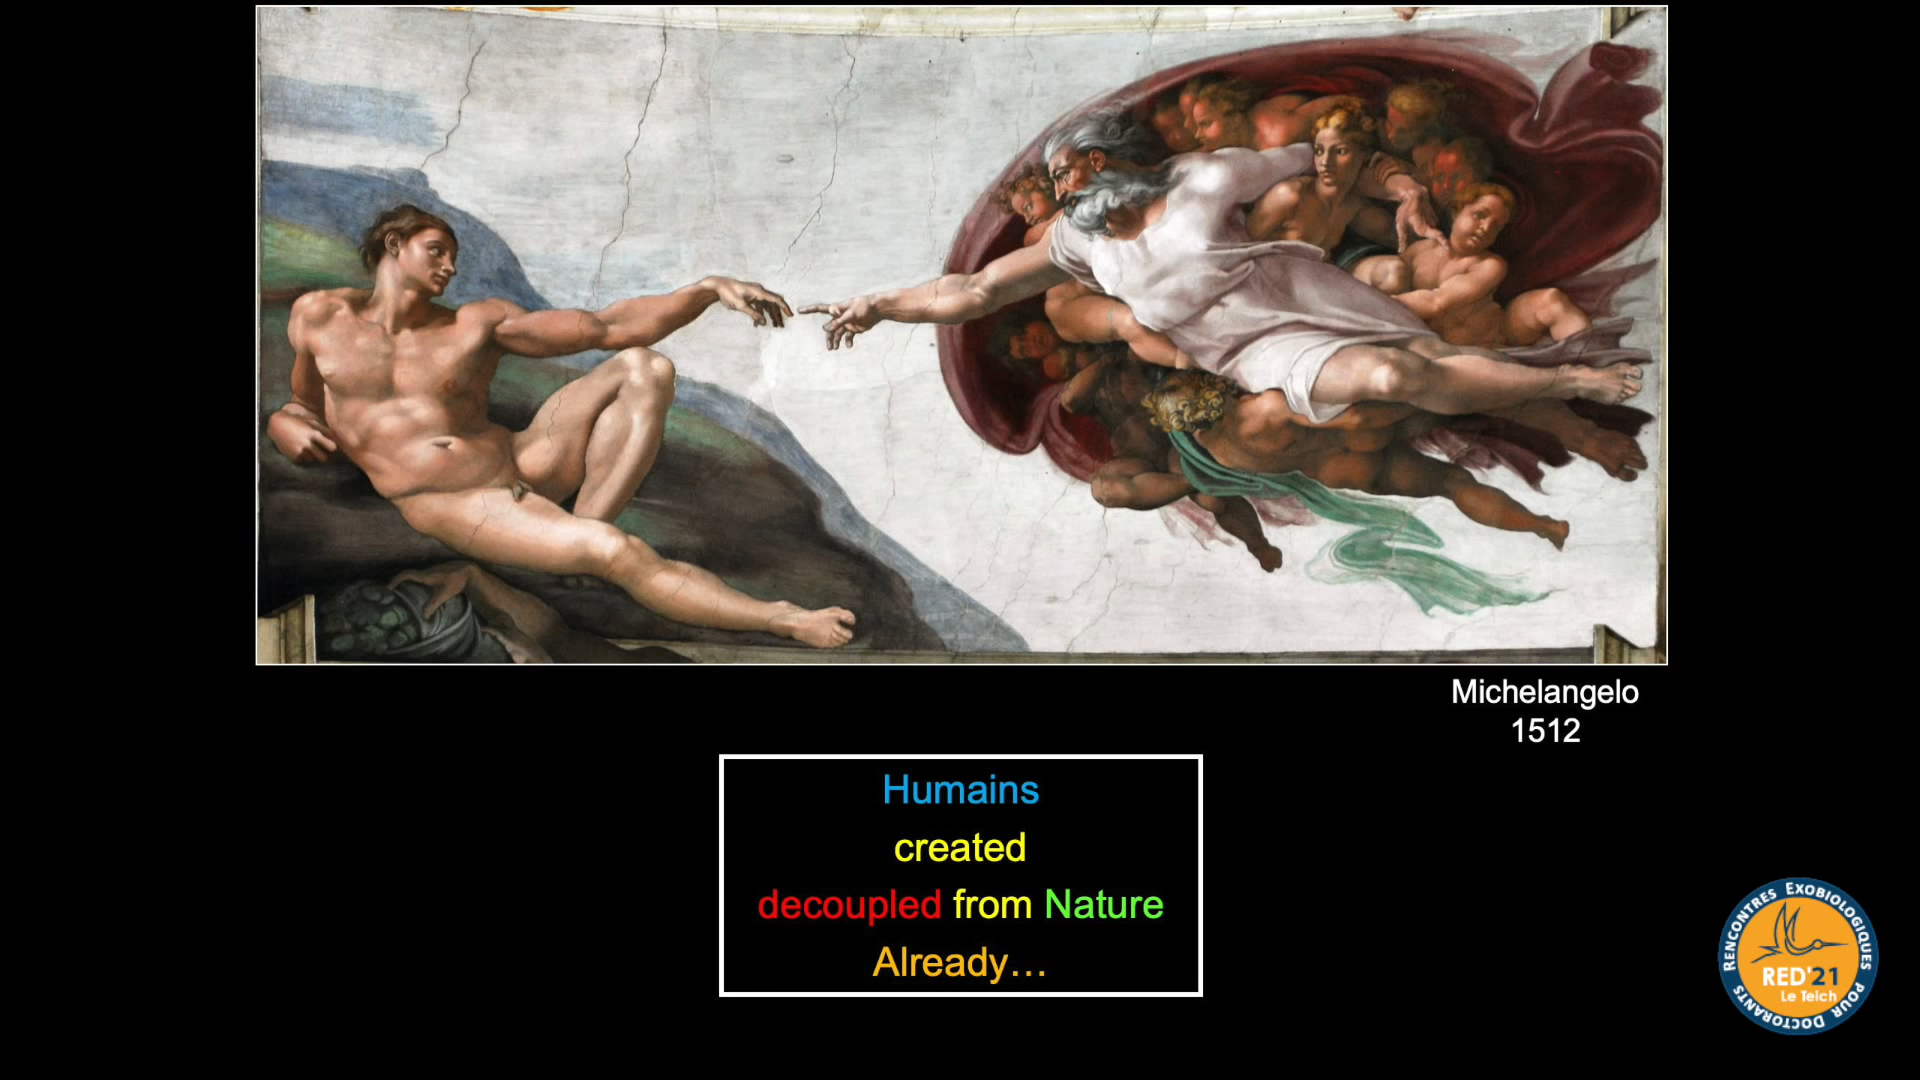 Michelangelo
1512
Humains
created
decoupled from Nature
Already…
RENCONTRES EXOBIOLOGIQUES POUR DOCTORANTS
RED'21
Le Teich